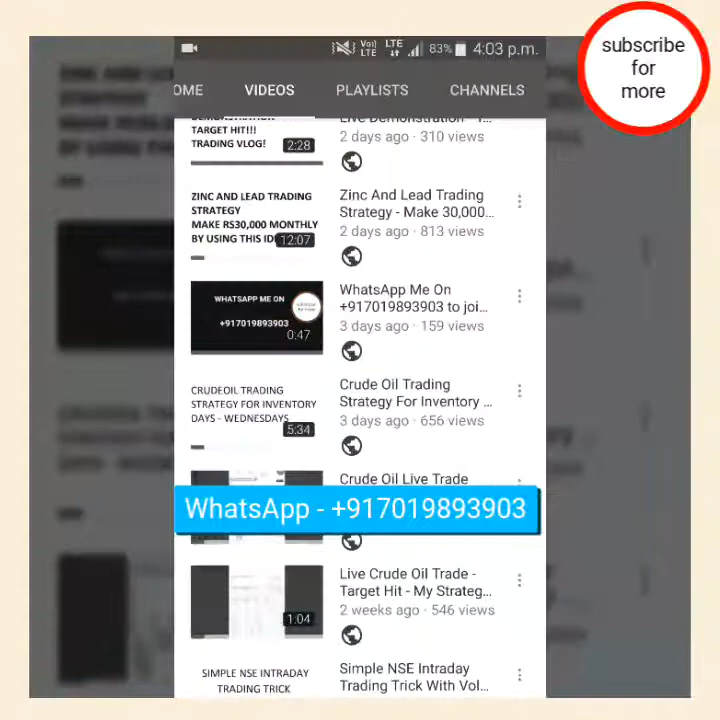 subscribe
for
more
Vo)) LTE
LTE
83%
4:03 p.m.
OME
VIDEOS
PLAYLISTS
CHANNELS
TARGET HIT!!!
TRADING VLOG!
2:28
2 days ago · 310 views
ZINC AND LEAD TRADING
STRATEGY
MAKE RS30,000 MONTHLY
BY USING THIS ID
12:07
Zinc And Lead Trading
Strategy - Make 30,000...
2 days ago · 813 views
WHATSAPP ME ON
+917019893903
0:47
WhatsApp Me On
+917019893903 to joi...
3 days ago · 159 views
CRUDEOIL TRADING
STRATEGY FOR INVENTORY
DAYS - WEDNESDAYS
5:34
Crude Oil Trading
Strategy For Inventory ...
3 days ago · 656 views
Crude Oil Live Trade
WhatsApp - +917019893903
1:04
Live Crude Oil Trade -
Target Hit - My Strateg...
2 weeks ago · 546 views
SIMPLE NSE INTRADAY
TRADING TRICK
Simple NSE Intraday
Trading Trick With Vol...